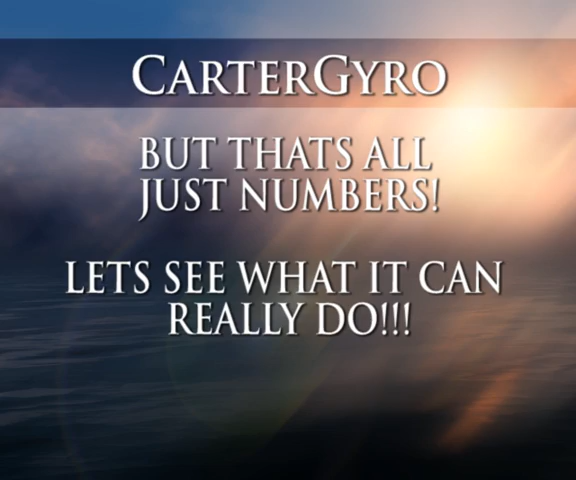 CARTERGYRO
BUT THATS ALL
JUST NUMBERS!
LETS SEE WHAT IT CAN
REALLY DO!!!